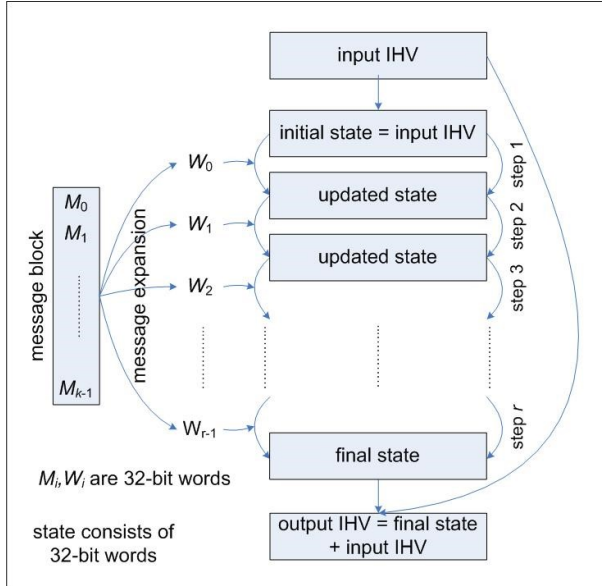 input IHV
initial state = input IHV
step 1
W0
updated state
step 2
W1
updated state
step 3
W2
message block
M0
M1
Mk-1
message expansion
Wr-1
step r
final state
output IHV = final state
+ input IHV
Mi,Wi are 32-bit words
state consists of
32-bit words